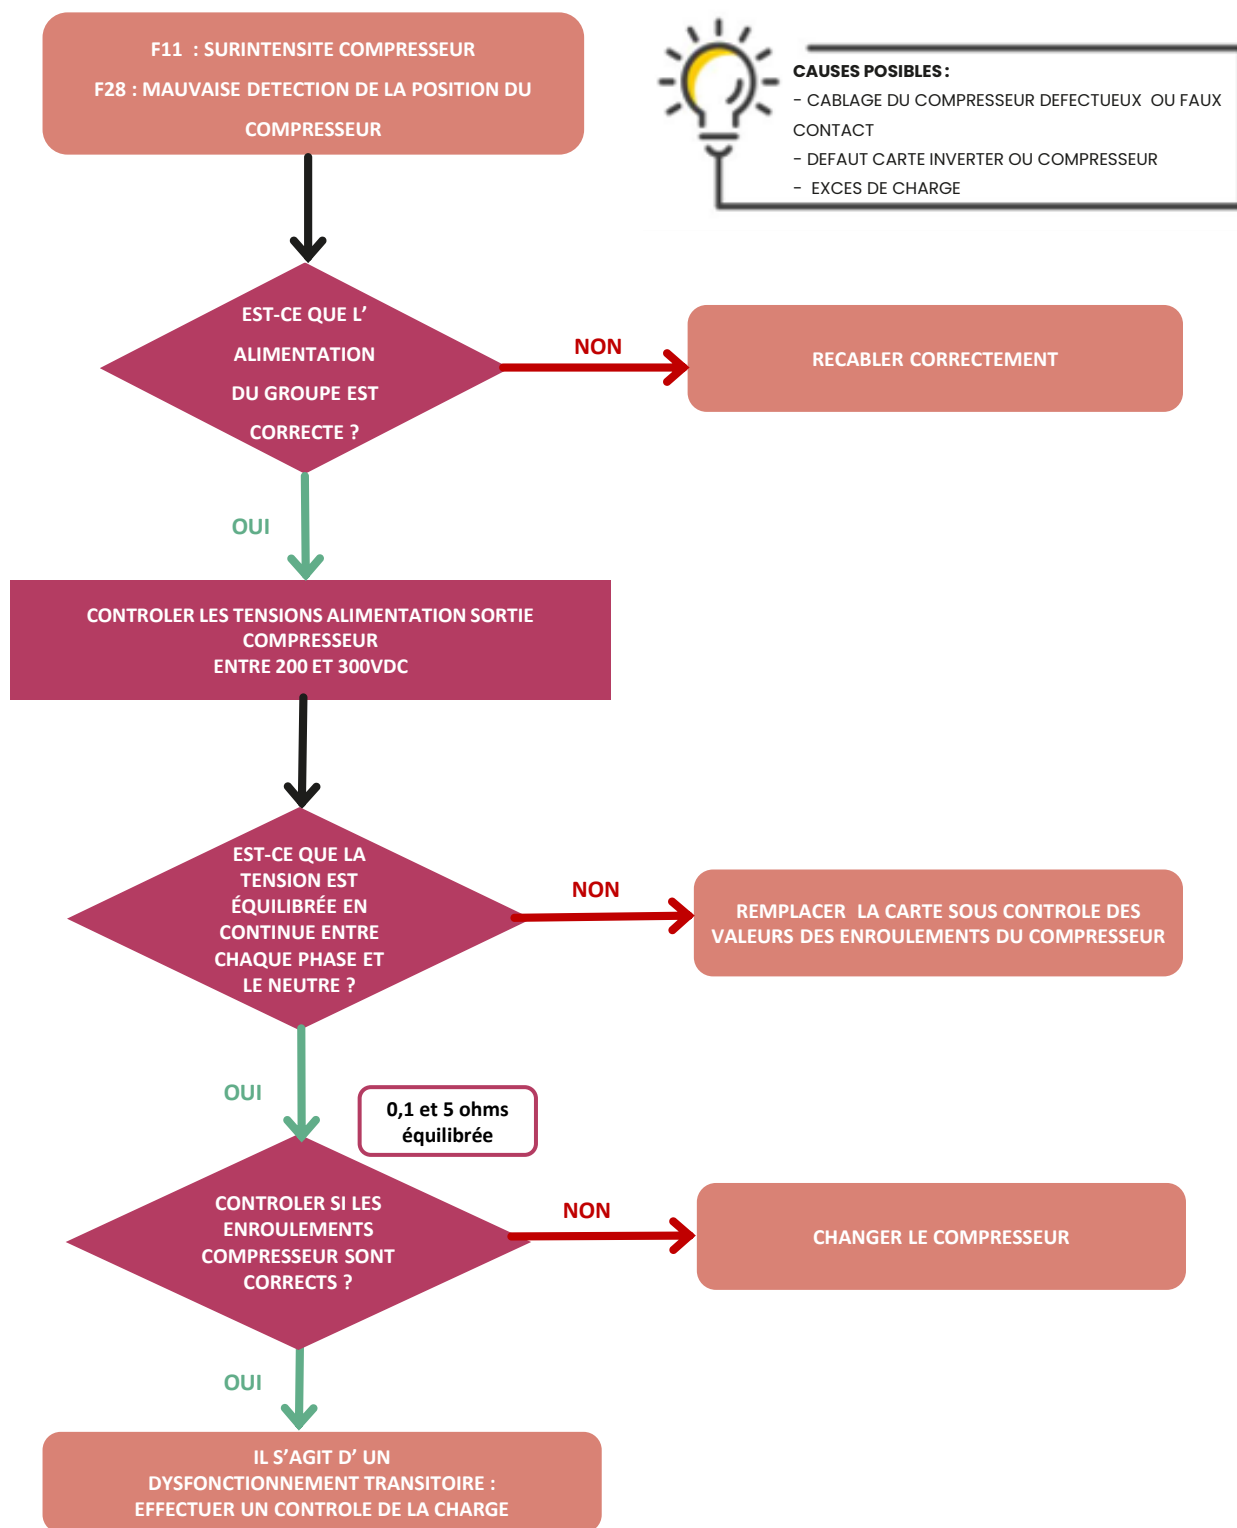 F11 : SURINTENSITE COMPRESSEUR
F28 : MAUVAISE DETECTION DE LA POSITION DU
COMPRESSEUR
CAUSES POSIBLES :
- CABLAGE DU COMPRESSEUR DEFECTUEUX OU FAUX
CONTACT
- DEFAUT CARTE INVERTER OU COMPRESSEUR
- EXCES DE CHARGE
EST-CE QUE L'
ALIMENTATION
DU GROUPE EST
CORRECTE ?
NON
RECABLER CORRECTEMENT
OUI
CONTROLER LES TENSIONS ALIMENTATION SORTIE
COMPRESSEUR
ENTRE 200 ET 300VDC
EST-CE QUE LA
TENSION EST
ÉQUILIBRÉE EN
CONTINUE ENTRE
CHAQUE PHASE ET
LE NEUTRE ?
NON
REMPLACER LA CARTE SOUS CONTROLE DES
VALEURS DES ENROULEMENTS DU COMPRESSEUR
OUI
0,1 et 5 ohms
équilibrée
CONTROLER SI LES
ENROULEMENTS
COMPRESSEUR SONT
CORRECTS ?
NON
CHANGER LE COMPRESSEUR
OUI
IL S'AGIT D' UN
DYSFONCTIONNEMENT TRANSITOIRE :
EFFECTUER UN CONTROLE DE LA CHARGE